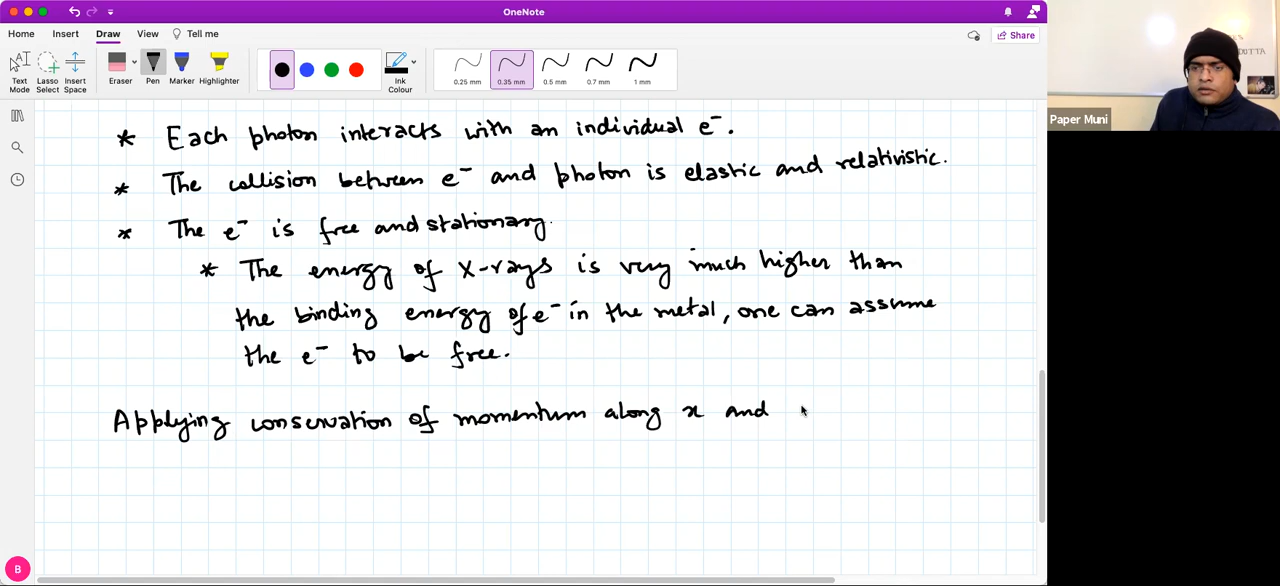 OneNote
Home Insert Draw View Tell me
Share
Text Mode
Lasso Select
Insert Space
Eraser
Pen
Marker
Highlighter
Ink Colour
0.25 mm
0.35 mm
0.5 mm
0.7 mm
1 mm
* Each photon interacts with an individual e⁻.
* The collision between e⁻ and photon is elastic and relativistic.
* The e⁻ is free and stationary.
* The energy of X-rays is very much higher than
the binding energy of e⁻ in the metal, one can assume
the e⁻ to be free.
Applying conservation of momentum along x and
B
Paper Muni